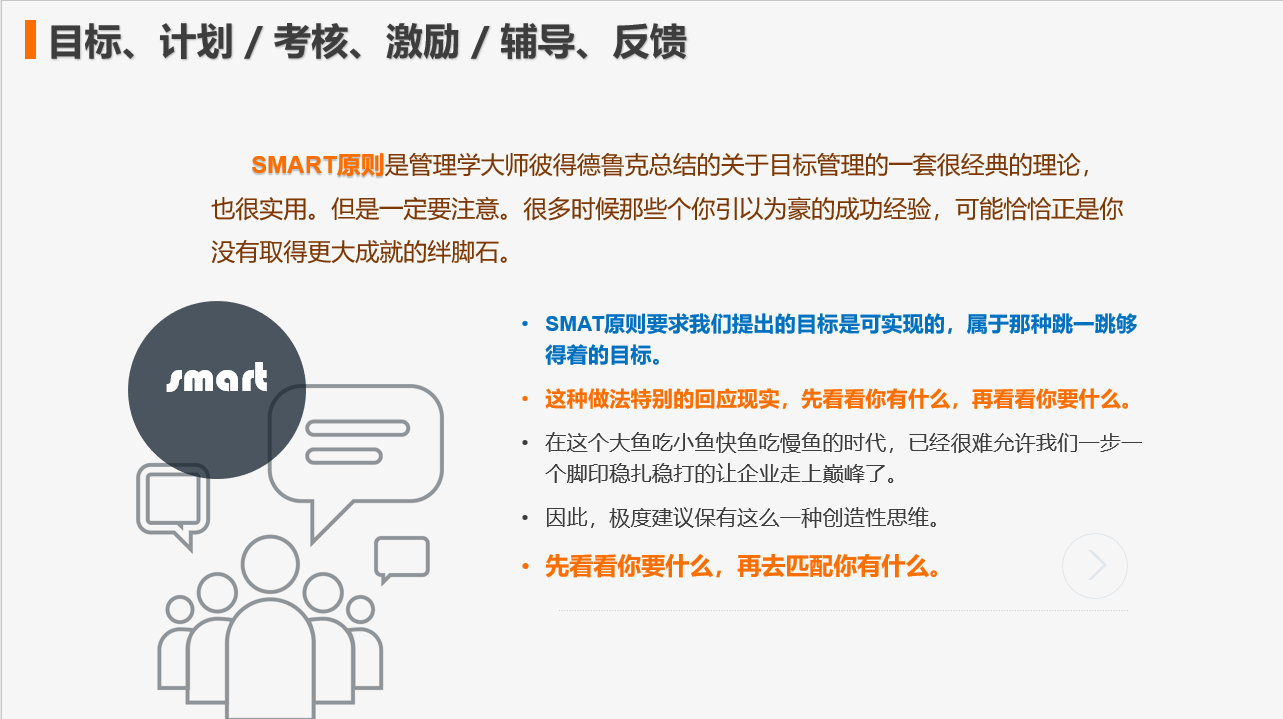 目标、计划 / 考核、激励 / 辅导、反馈
SMART原则是管理学大师彼得德鲁克总结的关于目标管理的一套很经典的理论，
也很实用。但是一定要注意。很多时候那些个你引以为豪的成功经验，可能恰恰正是你
没有取得更大成就的绊脚石。
smart
• SMAT原则要求我们提出的目标是可实现的，属于那种跳一跳够
得着的目标。
• 这种做法特别的回应现实，先看看你有什么，再看看你要什么。
• 在这个大鱼吃小鱼快鱼吃慢鱼的时代，已经很难允许我们一步一
个脚印稳扎稳打的让企业走上巅峰了。
• 因此，极度建议保有这么一种创造性思维。
• 先看看你要什么，再去匹配你有什么。